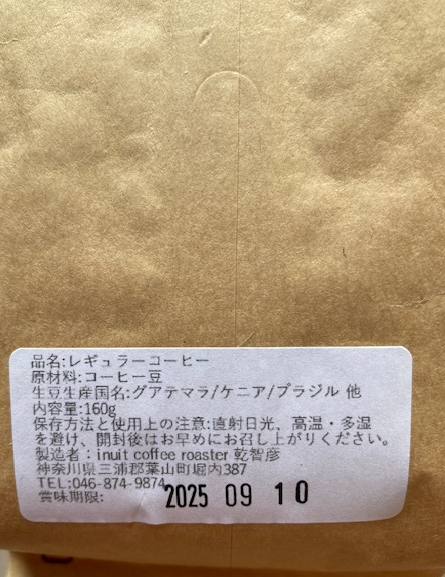 品名:レギュラーコーヒー
原材料:コーヒー豆
生豆生産国名:グアテマラ/ケニア/ブラジル 他
内容量:160g
保存方法と使用上の注意:直射日光、高温・多湿
を避け、開封後はお早めにお召し上がりください。
製造者：inuit coffee roaster 乾智彦
神奈川県三浦郡葉山町堀内387
TEL:046-874-9874
賞味期限: 2025 09 10